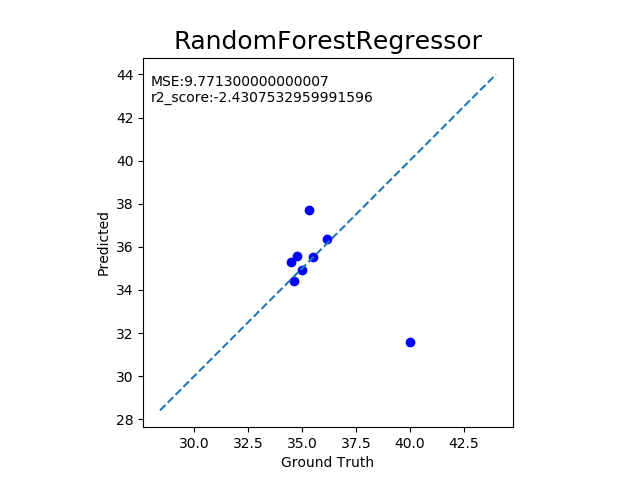 RandomForestRegressor
MSE:9.771300000000007
r2_score:-2.4307532959991596
44
42
40
38
36
34
32
30
28
Predicted
30.0 32.5 35.0 37.5 40.0 42.5
Ground Truth